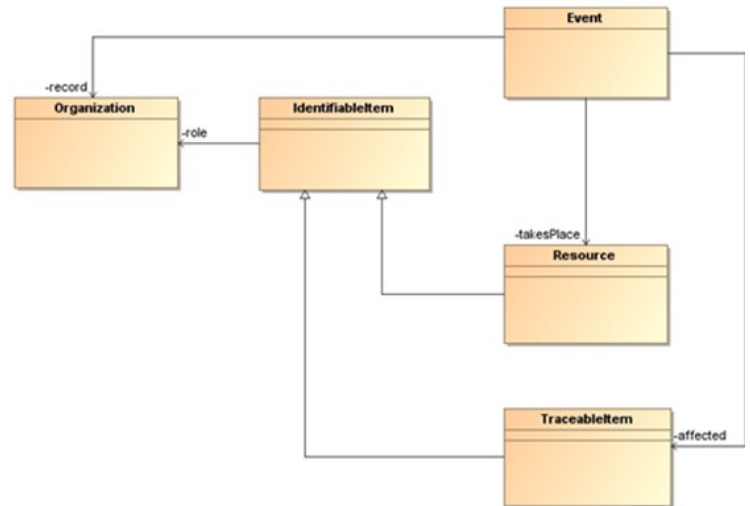 Event
-record
Organization
IdentifiableItem
-role
-takesPlace
Resource
TraceableItem
-affected